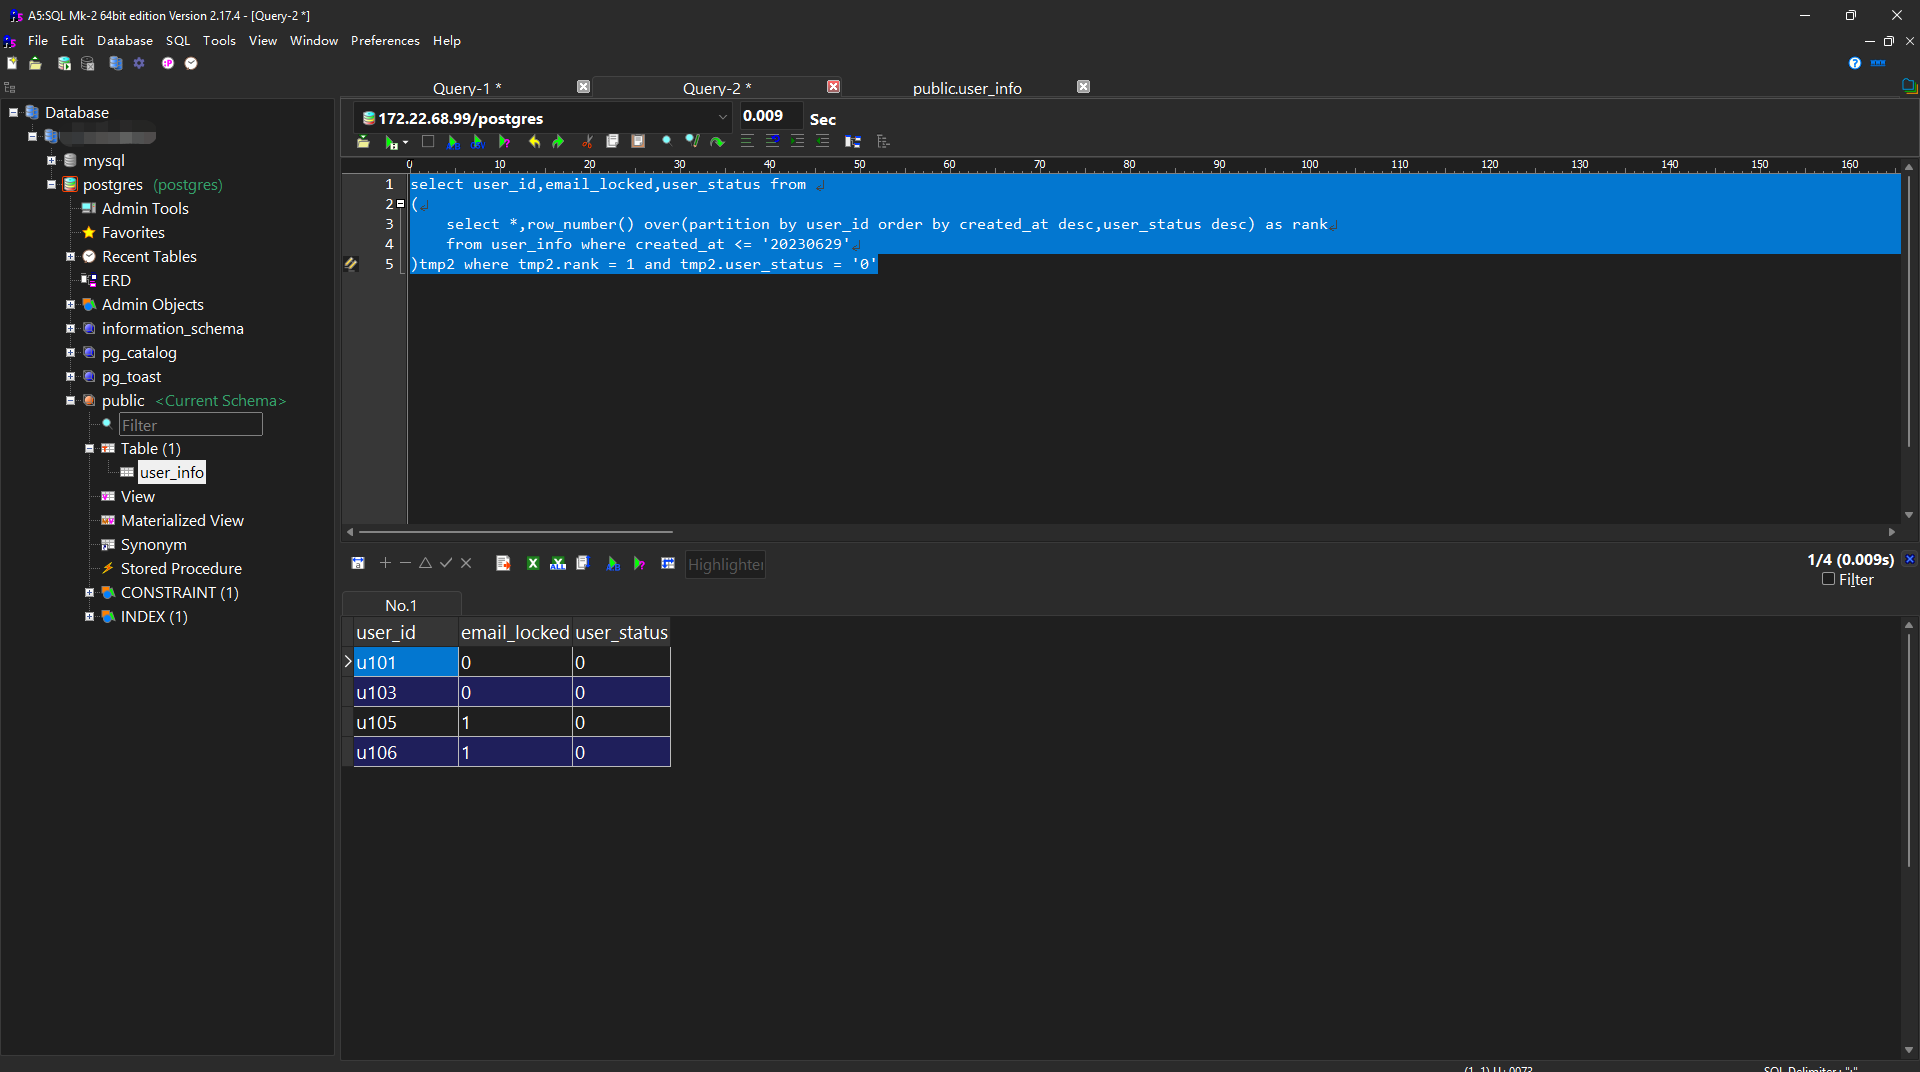 A5:SQL Mk-2 64bit edition Version 2.17.4 - [Query-2 *]
File Edit Database SQL Tools View Window Preferences Help
Query-1 * Query-2 * public.user_info
Database
mysql
postgres (postgres)
Admin Tools
Favorites
Recent Tables
ERD
Admin Objects
information_schema
pg_catalog
pg_toast
public <Current Schema>
Filter
Table (1)
user_info
View
Materialized View
Synonym
Stored Procedure
CONSTRAINT (1)
INDEX (1)
172.22.68.99/postgres 0.009 Sec
0 10 20 30 40 50 60 70 80 90 100 110 120 130 140 150 160
1 select user_id,email_locked,user_status from
2 (
3 select *,row_number() over(partition by user_id order by created_at desc,user_status desc) as rank
4 from user_info where created_at <= '20230629'
5 )tmp2 where tmp2.rank = 1 and tmp2.user_status = '0'
Highlighter
1/4 (0.009s)
Filter
No.1
user_id email_locked user_status
u101 0 0
u103 0 0
u105 1 0
u106 1 0